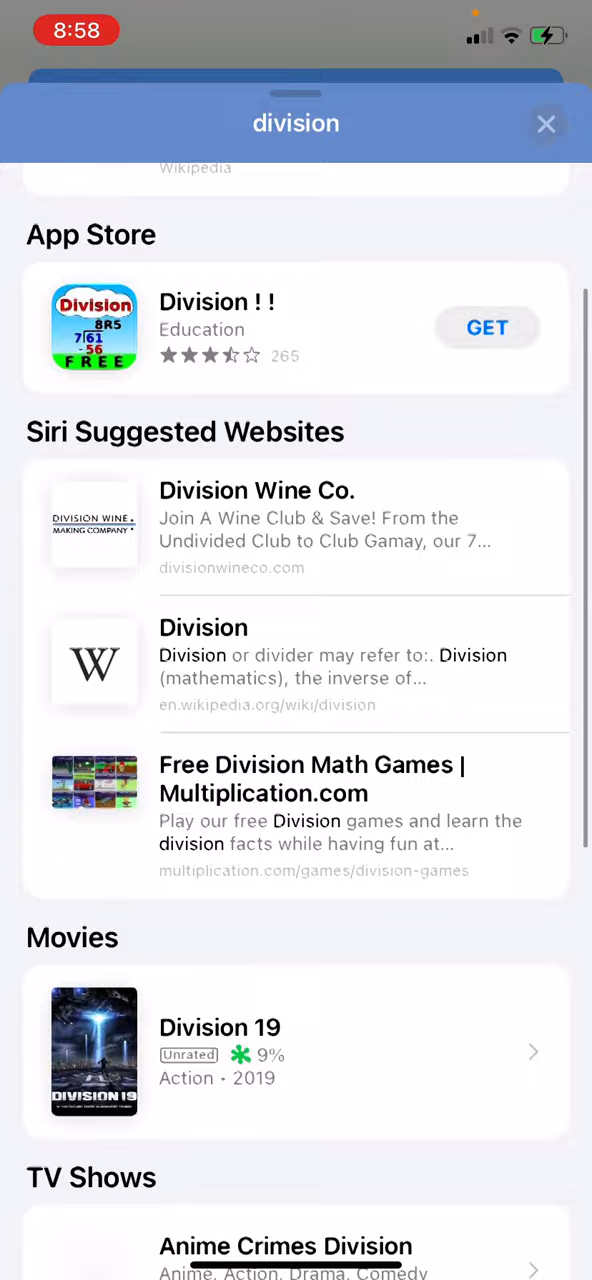 8:58
division
Wikipedia
App Store
Division
8R5
7 61
-56
FREE
Division ! !
Education
265
GET
Siri Suggested Websites
DIVISION WINE
MAKING COMPANY
Division Wine Co.
Join A Wine Club & Save! From the
Undivided Club to Club Gamay, our 7...
divisionwineco.com
W
Division
Division or divider may refer to:. Division
(mathematics), the inverse of...
en.wikipedia.org/wiki/division
Free Division Math Games |
Multiplication.com
Play our free Division games and learn the
division facts while having fun at...
multiplication.com/games/division-games
Movies
DIVISION 19
Division 19
Unrated 9%
Action • 2019
TV Shows
Anime Crimes Division
Anime, Action, Drama, Comedy